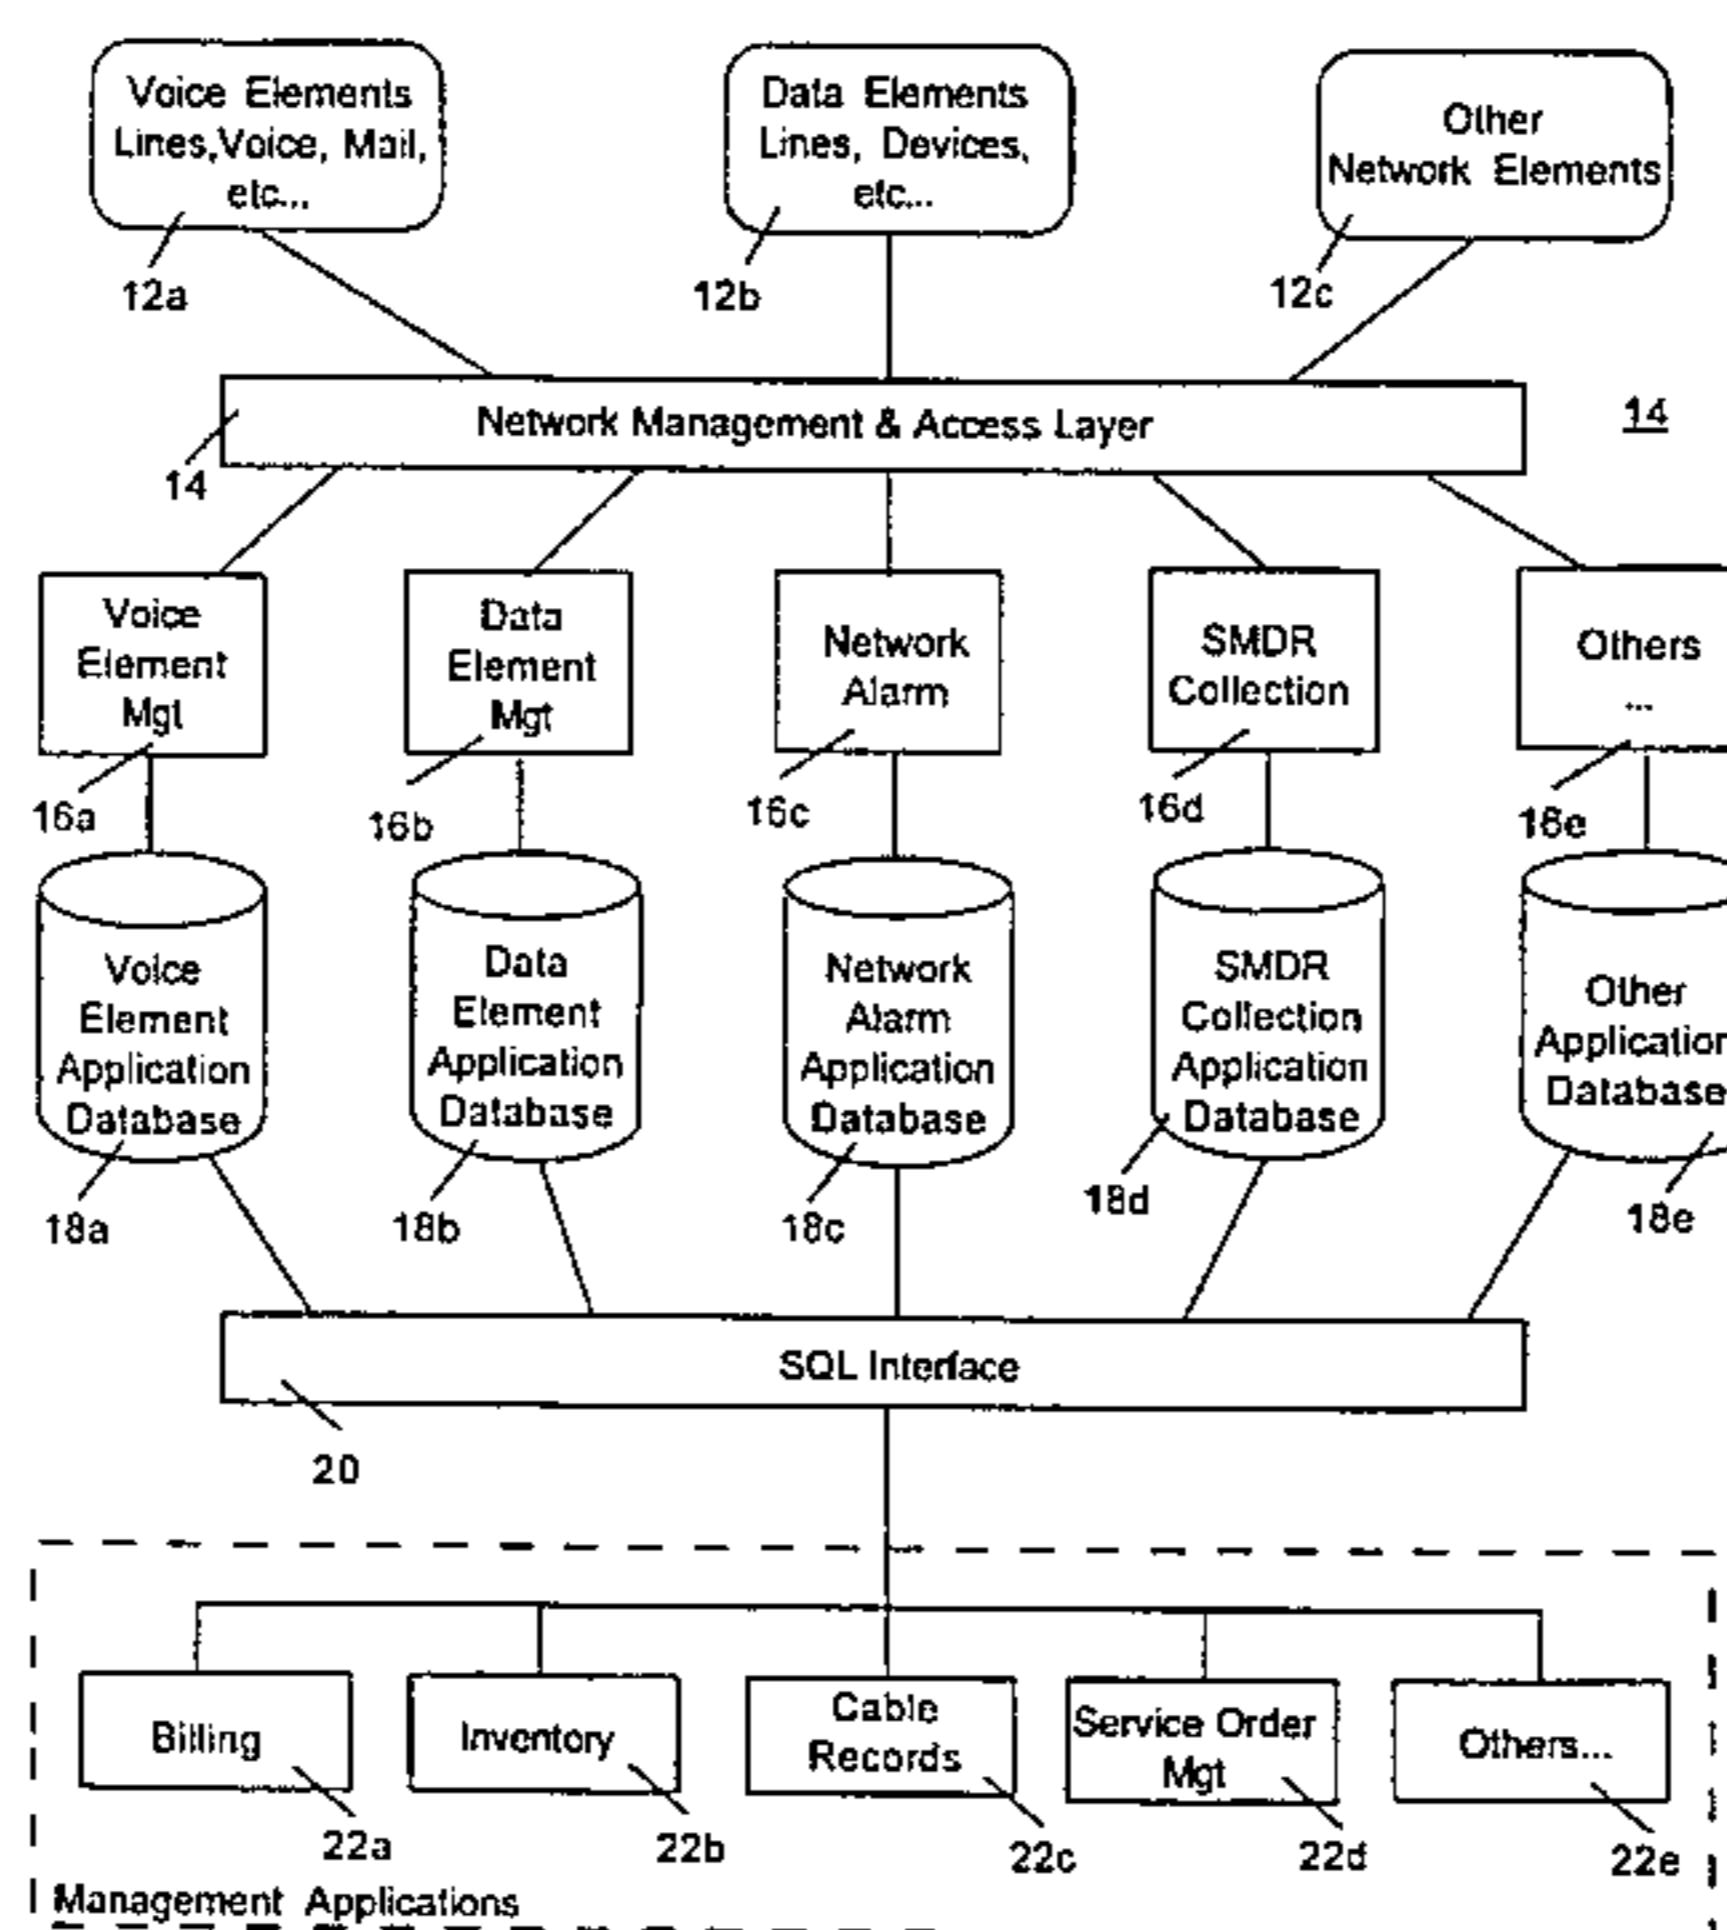 Voice Elements
Lines,Voice, Mail,
etc...
Data Elements
Lines, Devices,
etc...
Other
Network Elements
12a
12b
12c
Network Management & Access Layer
14
14
Voice
Element
Mgt
Data
Element
Mgt
Network
Alarm
SMDR
Collection
Others
...
16a
16b
16c
16d
16e
Voice
Element
Application
Database
Data
Element
Application
Database
Network
Alarm
Application
Database
SMDR
Collection
Application
Database
Other
Application
Database
18a
18b
18c
18d
18e
SQL Interface
20
Billing
Inventory
Cable
Records
Service Order
Mgt
Others...
22a
22b
22c
22d
22e
Management Applications